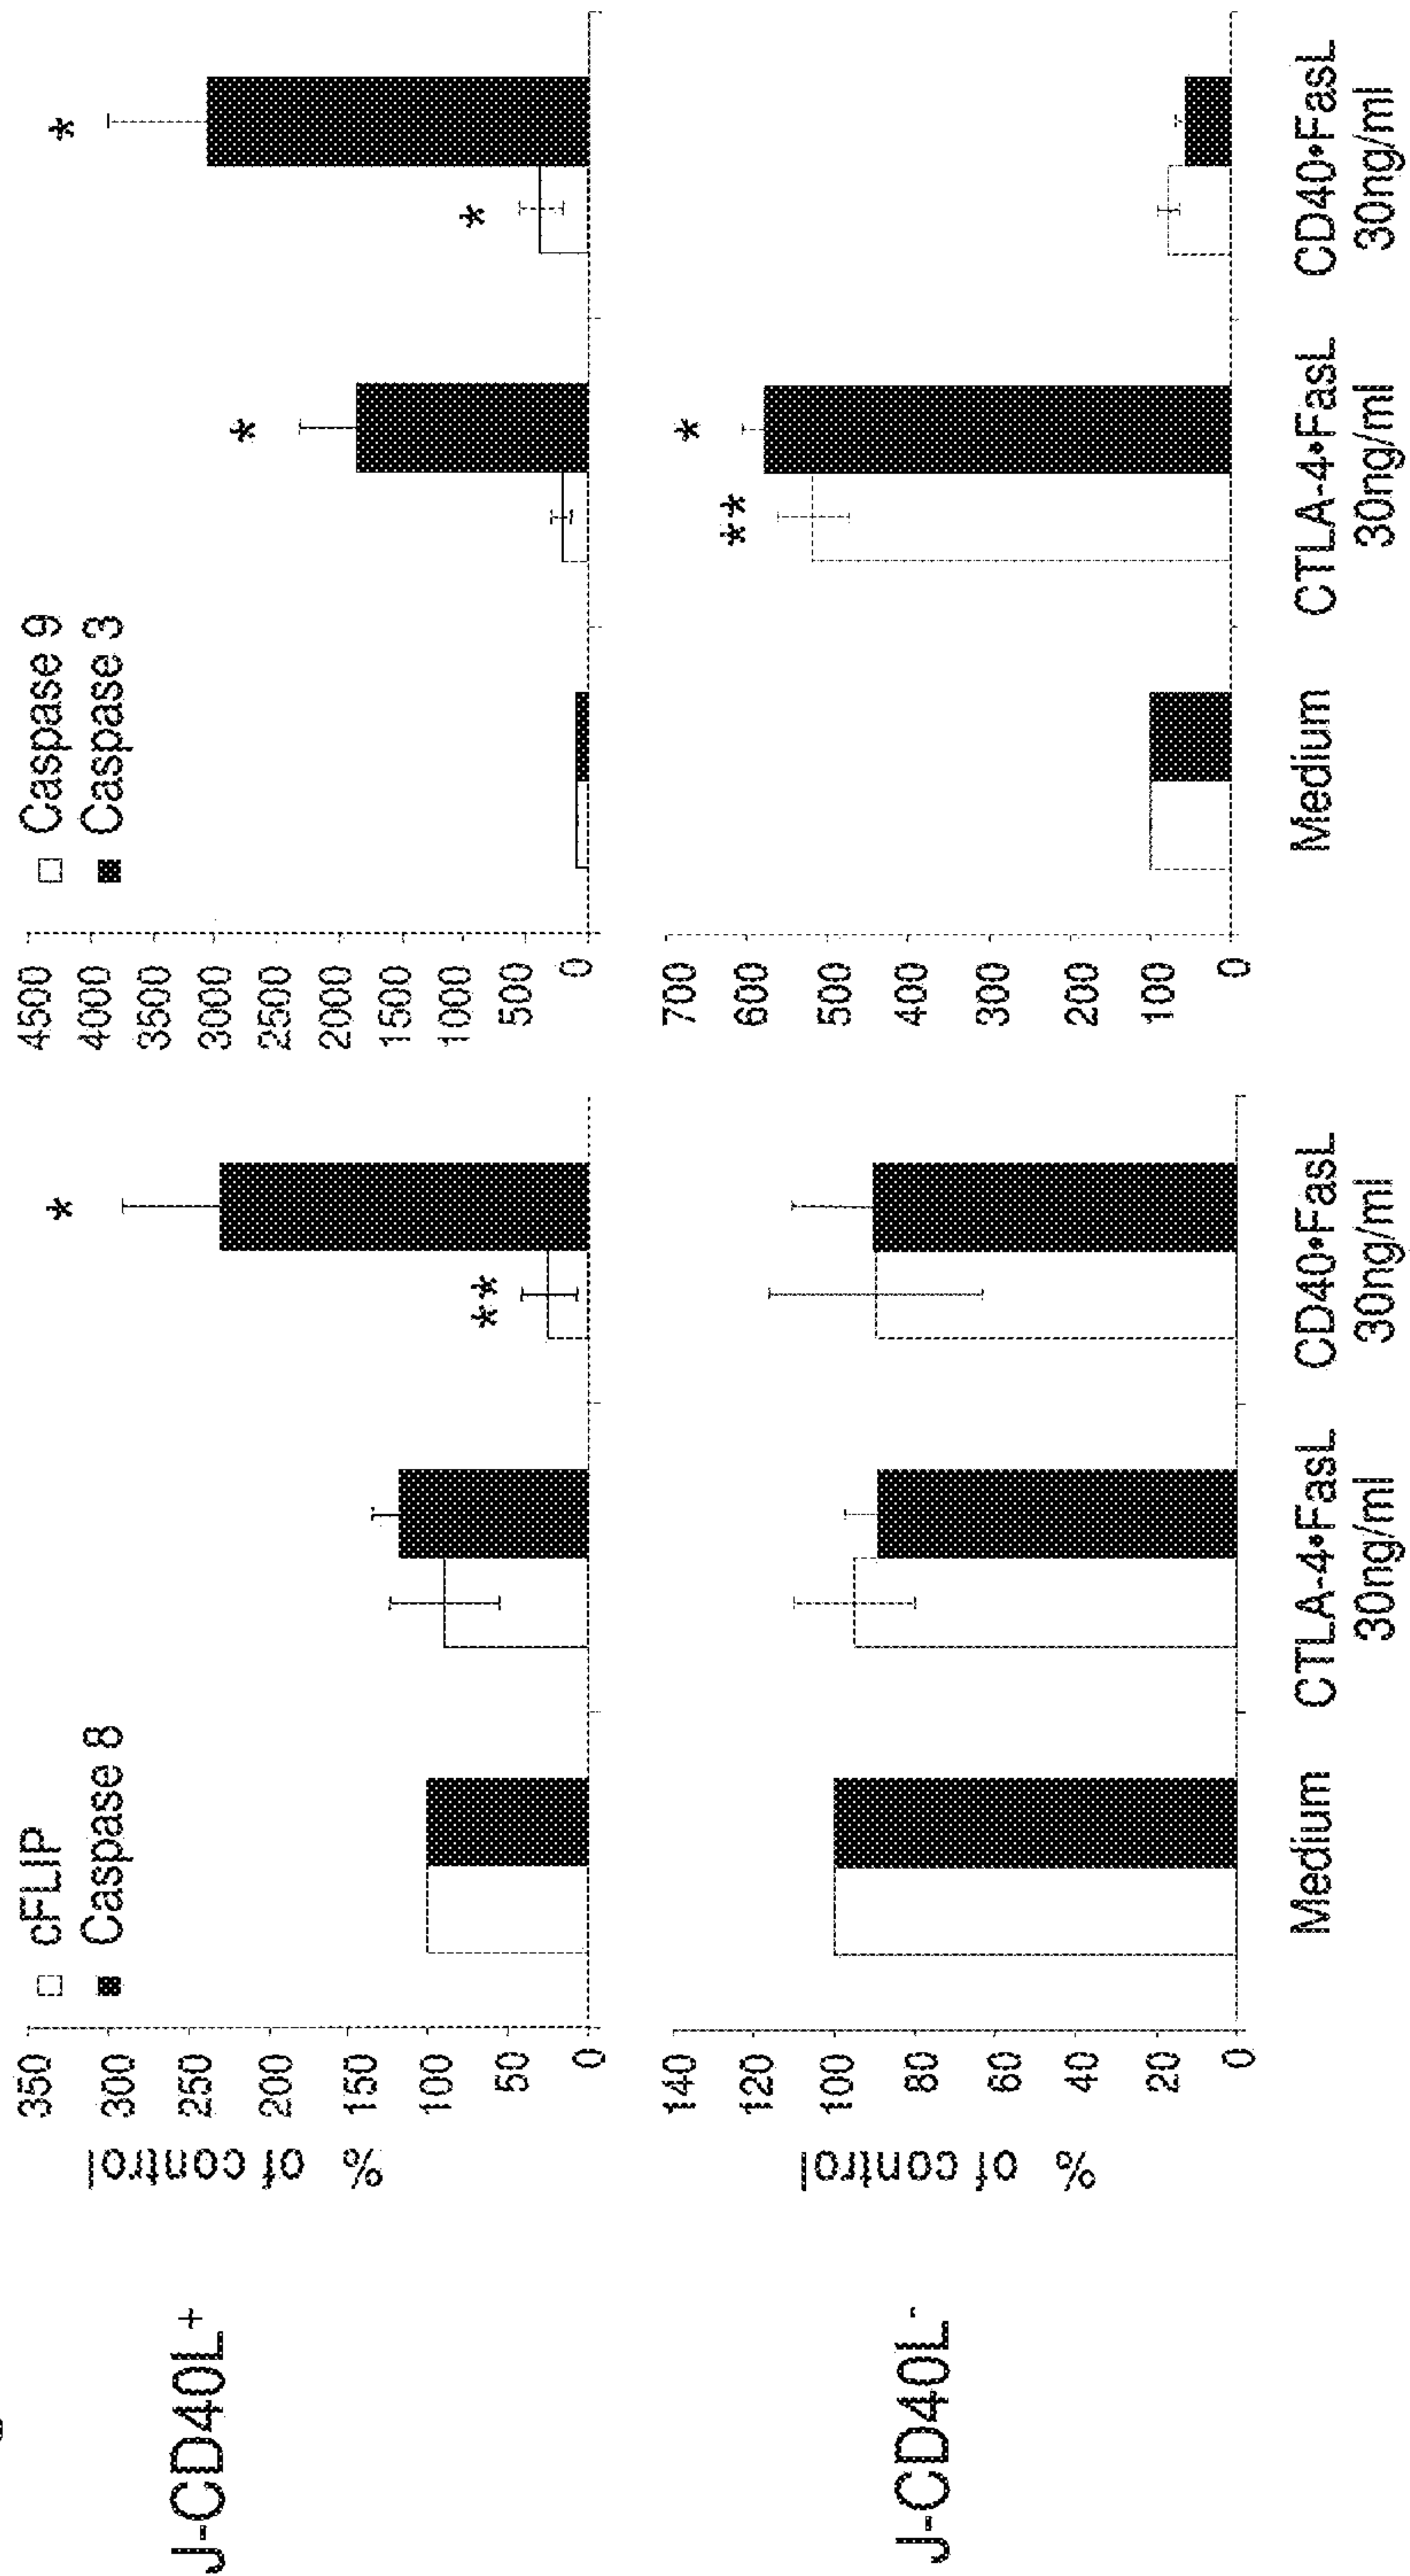 J-CD40L+
% of control
350
300
250
200
150
100
50
0
cFLIP
Caspase 8
**
*
4500
4000
3500
3000
2500
2000
1500
1000
500
0
Caspase 9
Caspase 3
*
*
*
J-CD40L-
% of control
140
120
100
80
60
40
20
0
Medium
CTLA-4•FasL
30ng/ml
CD40•FasL
30ng/ml
700
600
500
400
300
200
100
0
**
*
Medium
CTLA-4•FasL
30ng/ml
CD40•FasL
30ng/ml